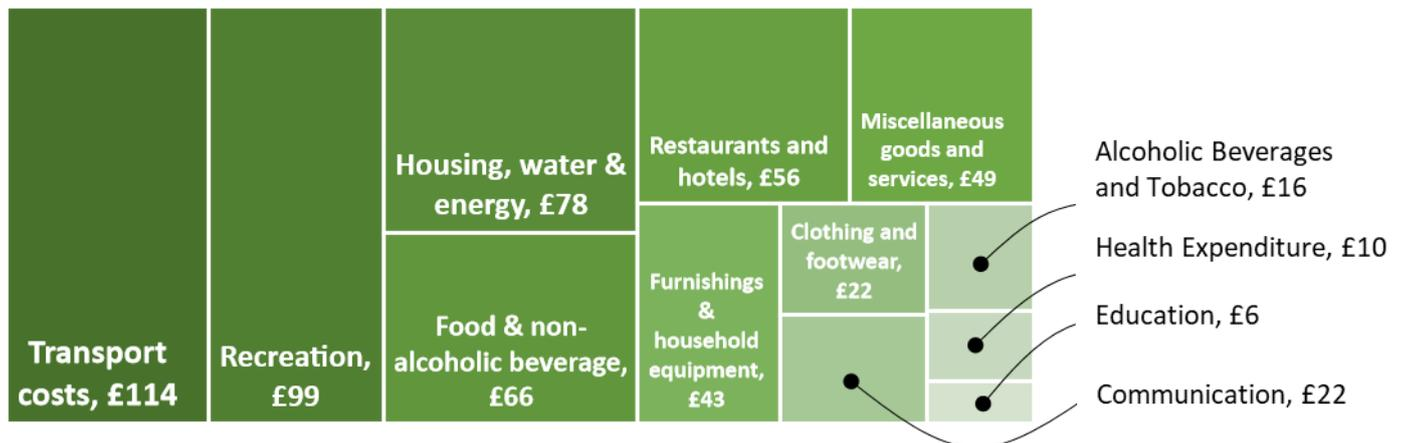 Transport
costs, £114
Recreation,
£99
Housing, water &
energy, £78
Food & non-
alcoholic beverage,
£66
Restaurants and
hotels, £56
Miscellaneous
goods and
services, £49
Furnishings
&
household
equipment,
£43
Clothing and
footwear,
£22
Alcoholic Beverages
and Tobacco, £16
Health Expenditure, £10
Education, £6
Communication, £22